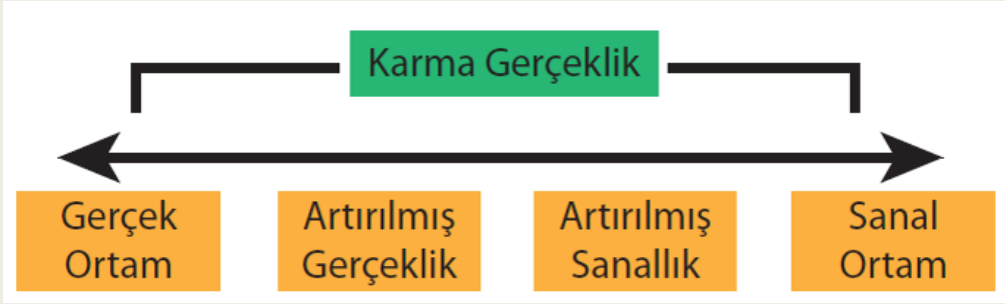 Karma Gerçeklik
Gerçek
Ortam
Artırılmış
Gerçeklik
Artırılmış
Sanallık
Sanal
Ortam